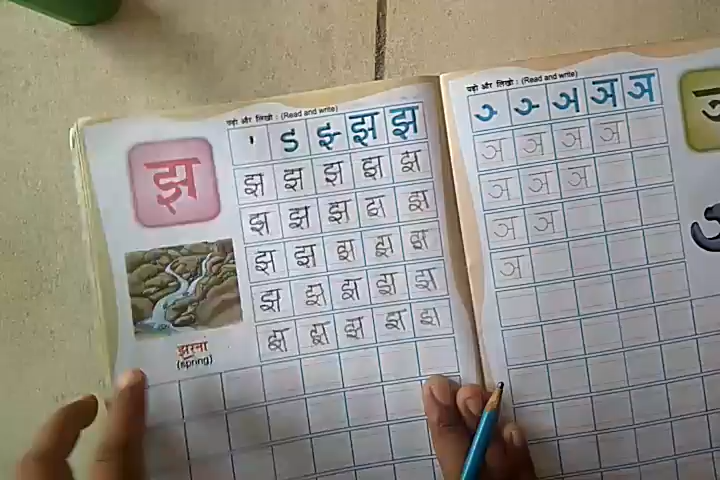 पढ़ो और लिखो : (Read and write)
झ
झ झ
झ झ झ झ झ
झ झ झ झ झ
झ झ झ झ झ
झ झ झ झ झ
झ झ झ झ झ
झरना
(spring)
पढ़ो और लिखो : (Read and write)
ञ ञ ञ
ञ ञ ञ ञ
ञ ञ ञ
ञ ञ
ञ